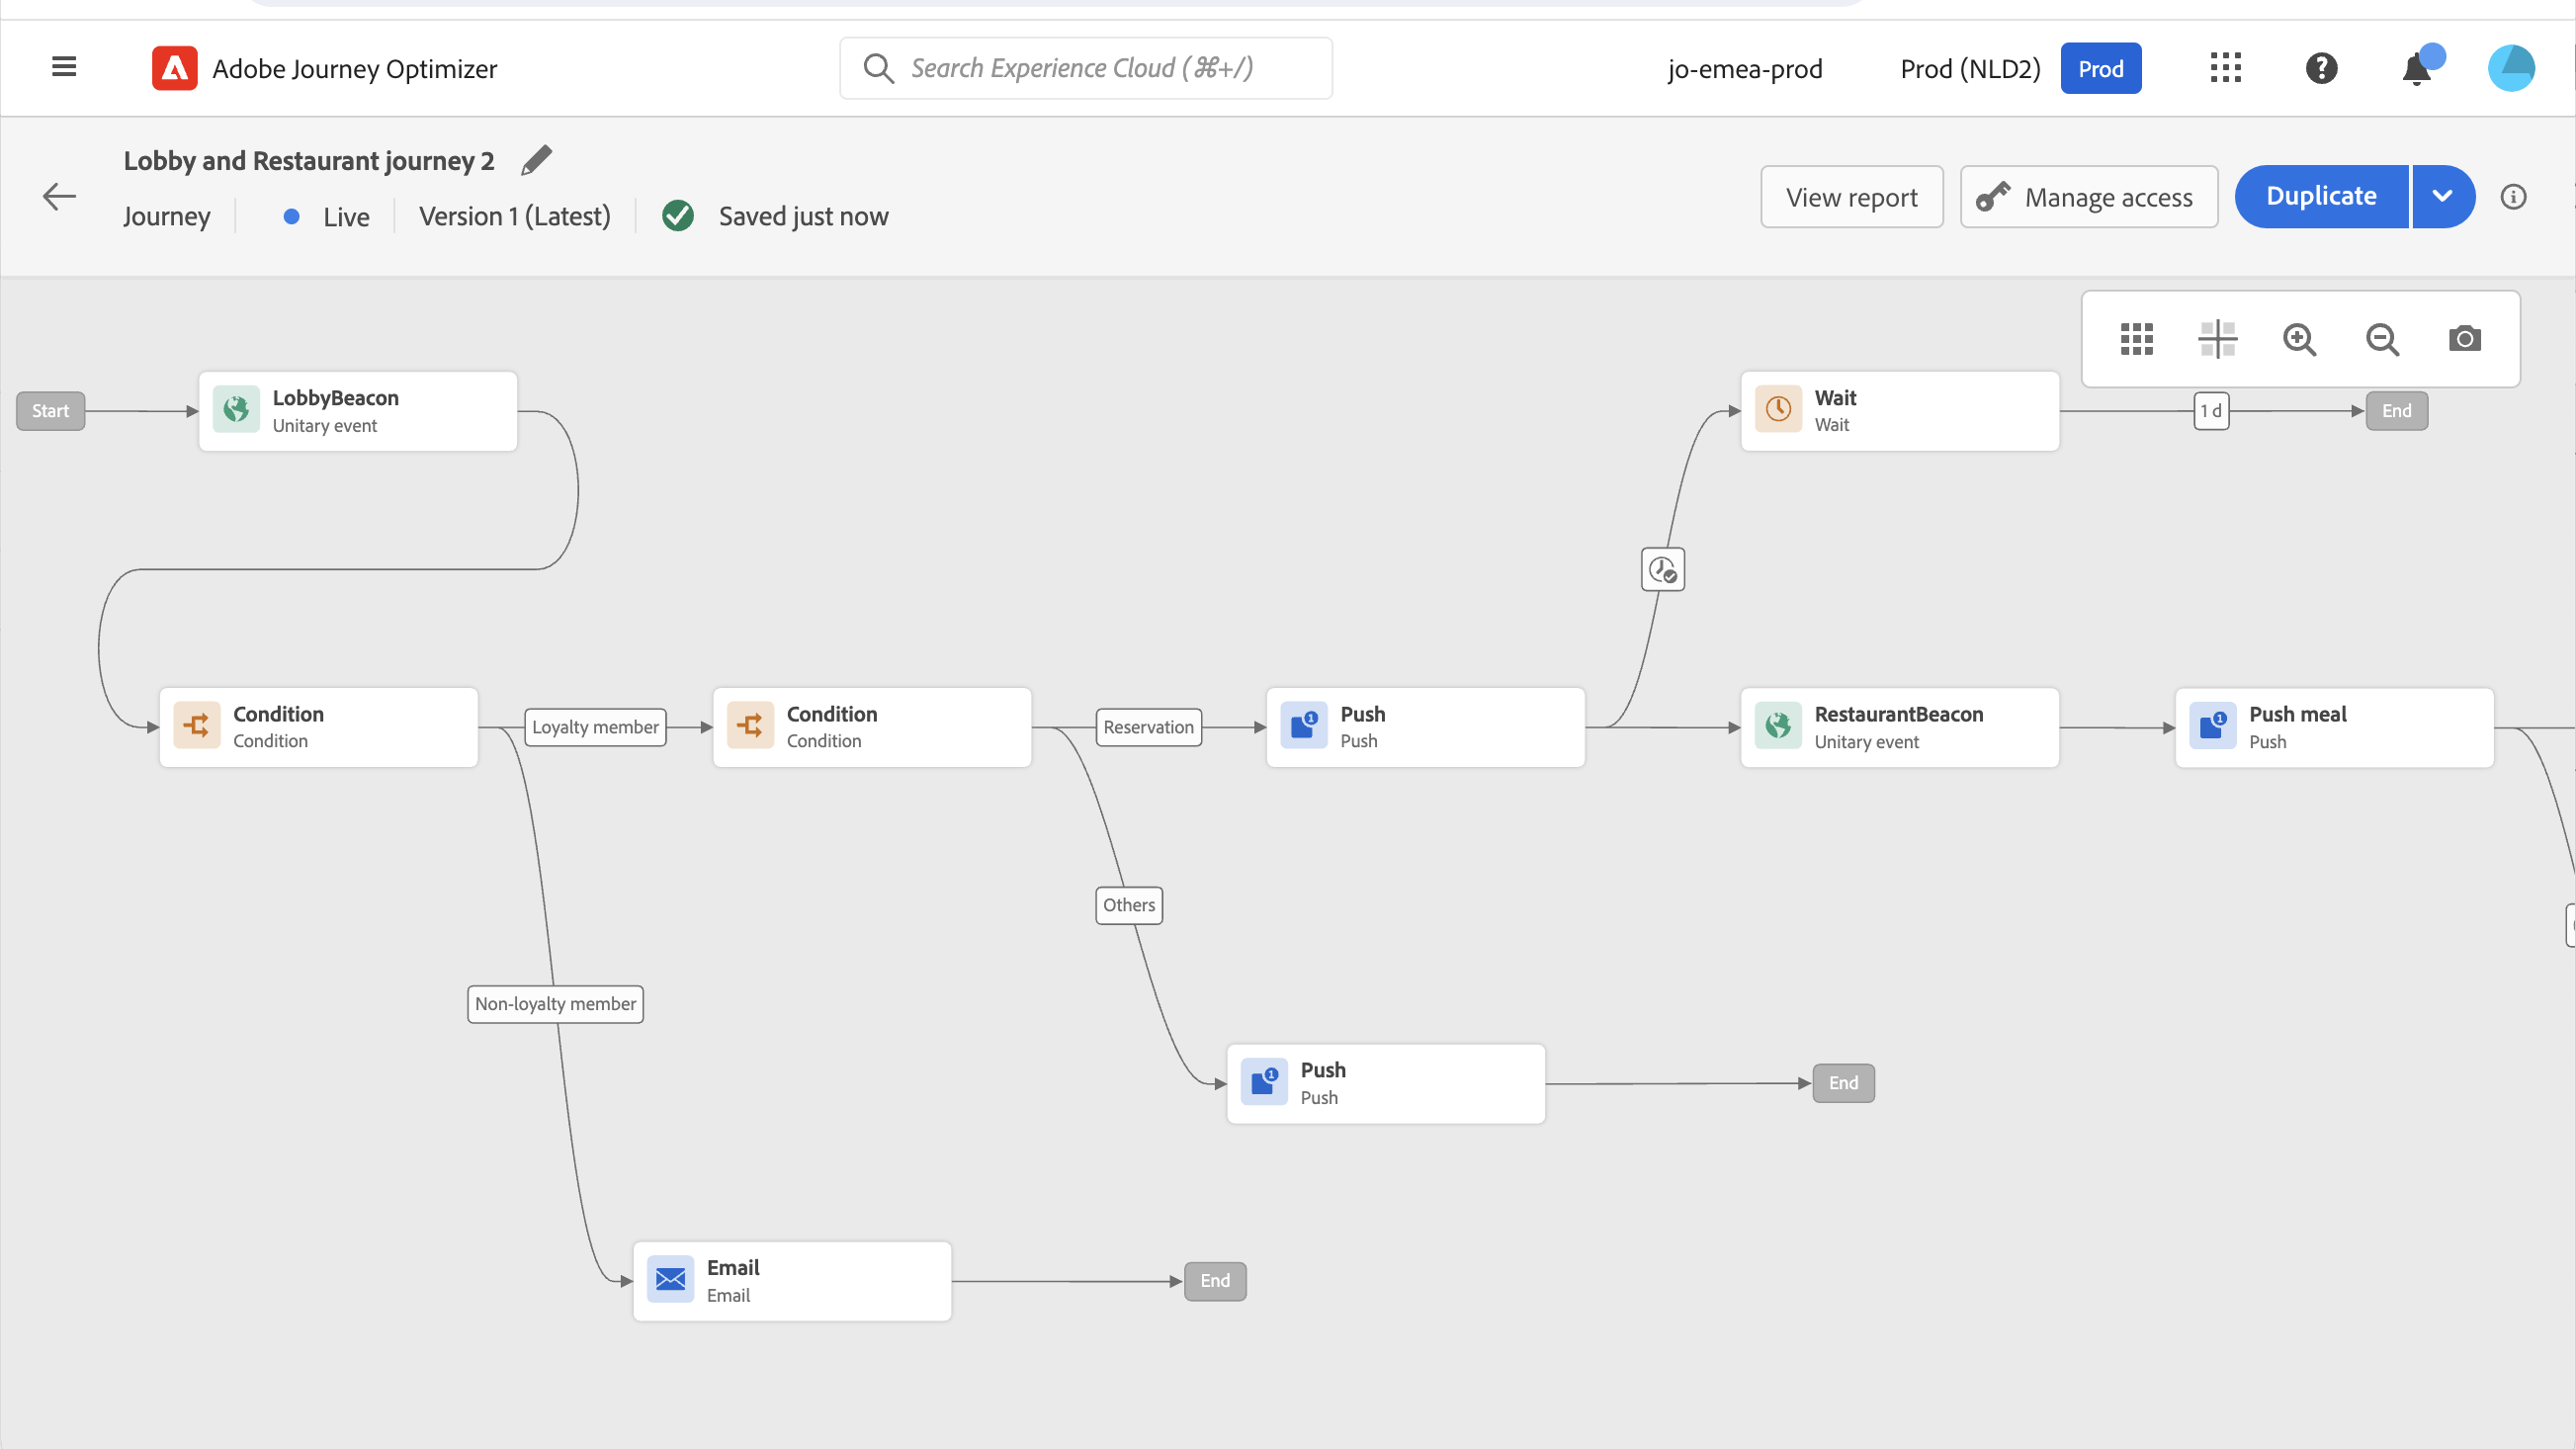 Adobe Journey Optimizer
Search Experience Cloud (⌘+/)
jo-emea-prod
Prod (NLD2)
Prod
Lobby and Restaurant journey 2
Journey
Live
Version 1 (Latest)
Saved just now
View report
Manage access
Duplicate
Start
LobbyBeacon
Unitary event
Wait
Wait
1 d
End
Condition
Condition
Loyalty member
Condition
Condition
Reservation
Push
Push
RestaurantBeacon
Unitary event
Push meal
Push
Others
Non-loyalty member
Push
Push
End
Email
Email
End